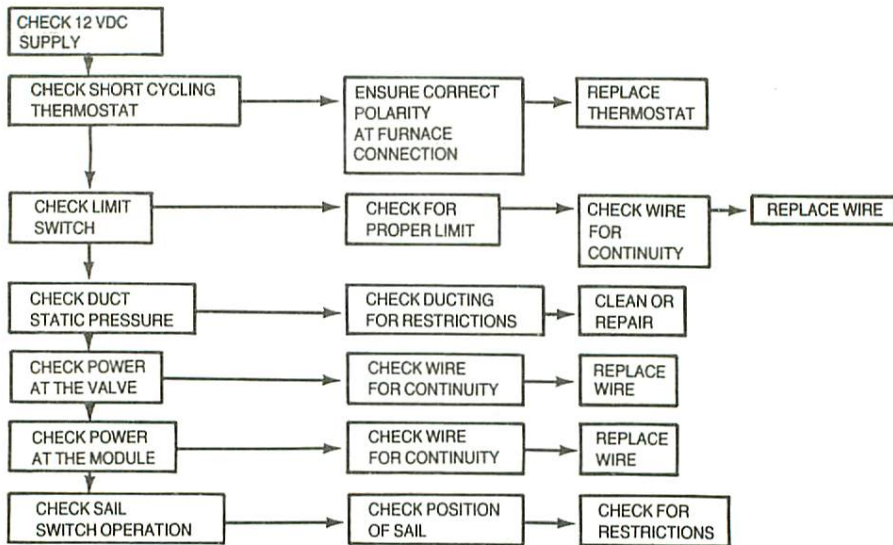 CHECK 12 VDC
SUPPLY
CHECK SHORT CYCLING
THERMOSTAT
ENSURE CORRECT
POLARITY
AT FURNACE
CONNECTION
REPLACE
THERMOSTAT
CHECK LIMIT
SWITCH
CHECK FOR
PROPER LIMIT
CHECK WIRE
FOR
CONTINUITY
REPLACE WIRE
CHECK DUCT
STATIC PRESSURE
CHECK DUCTING
FOR RESTRICTIONS
CLEAN OR
REPAIR
CHECK POWER
AT THE VALVE
CHECK WIRE
FOR CONTINUITY
REPLACE
WIRE
CHECK POWER
AT THE MODULE
CHECK WIRE
FOR CONTINUITY
REPLACE
WIRE
CHECK SAIL
SWITCH OPERATION
CHECK POSITION
OF SAIL
CHECK FOR
RESTRICTIONS